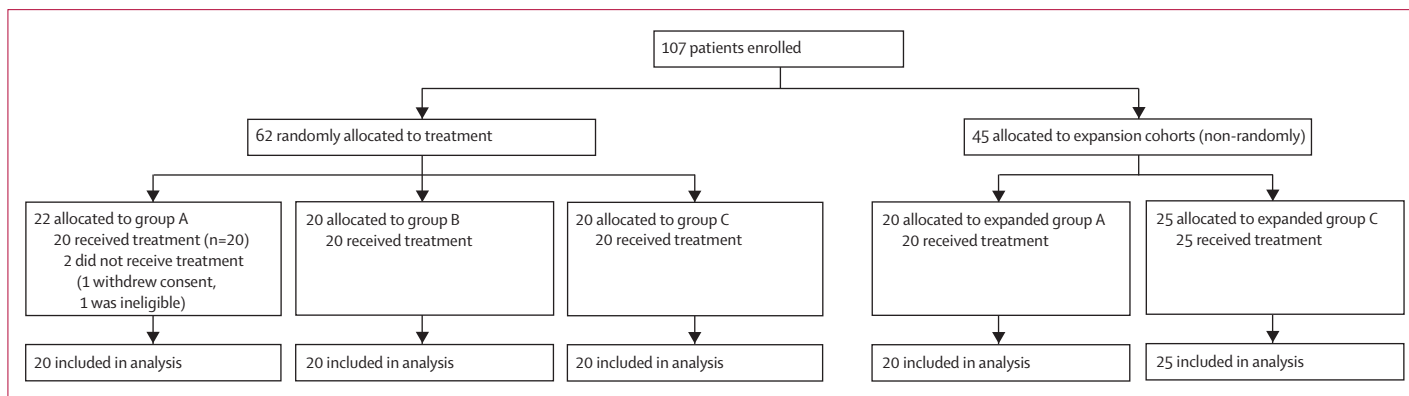 107 patients enrolled
62 randomly allocated to treatment
45 allocated to expansion cohorts (non-randomly)
22 allocated to group A
20 received treatment (n=20)
2 did not receive treatment
(1 withdrew consent,
1 was ineligible)
20 allocated to group B
20 received treatment
20 allocated to group C
20 received treatment
20 allocated to expanded group A
20 received treatment
25 allocated to expanded group C
25 received treatment
20 included in analysis
20 included in analysis
20 included in analysis
20 included in analysis
25 included in analysis